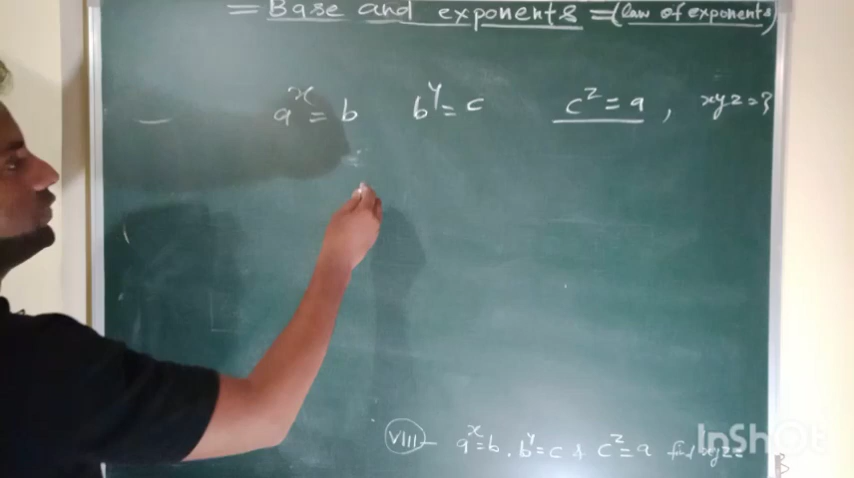 = Base and exponents = (law of exponents)
— a^x = b b^y = c c^z = a, xyz = ?
VIII – a^x = b . b^y = c & c^z = a find xyz =
InShOt